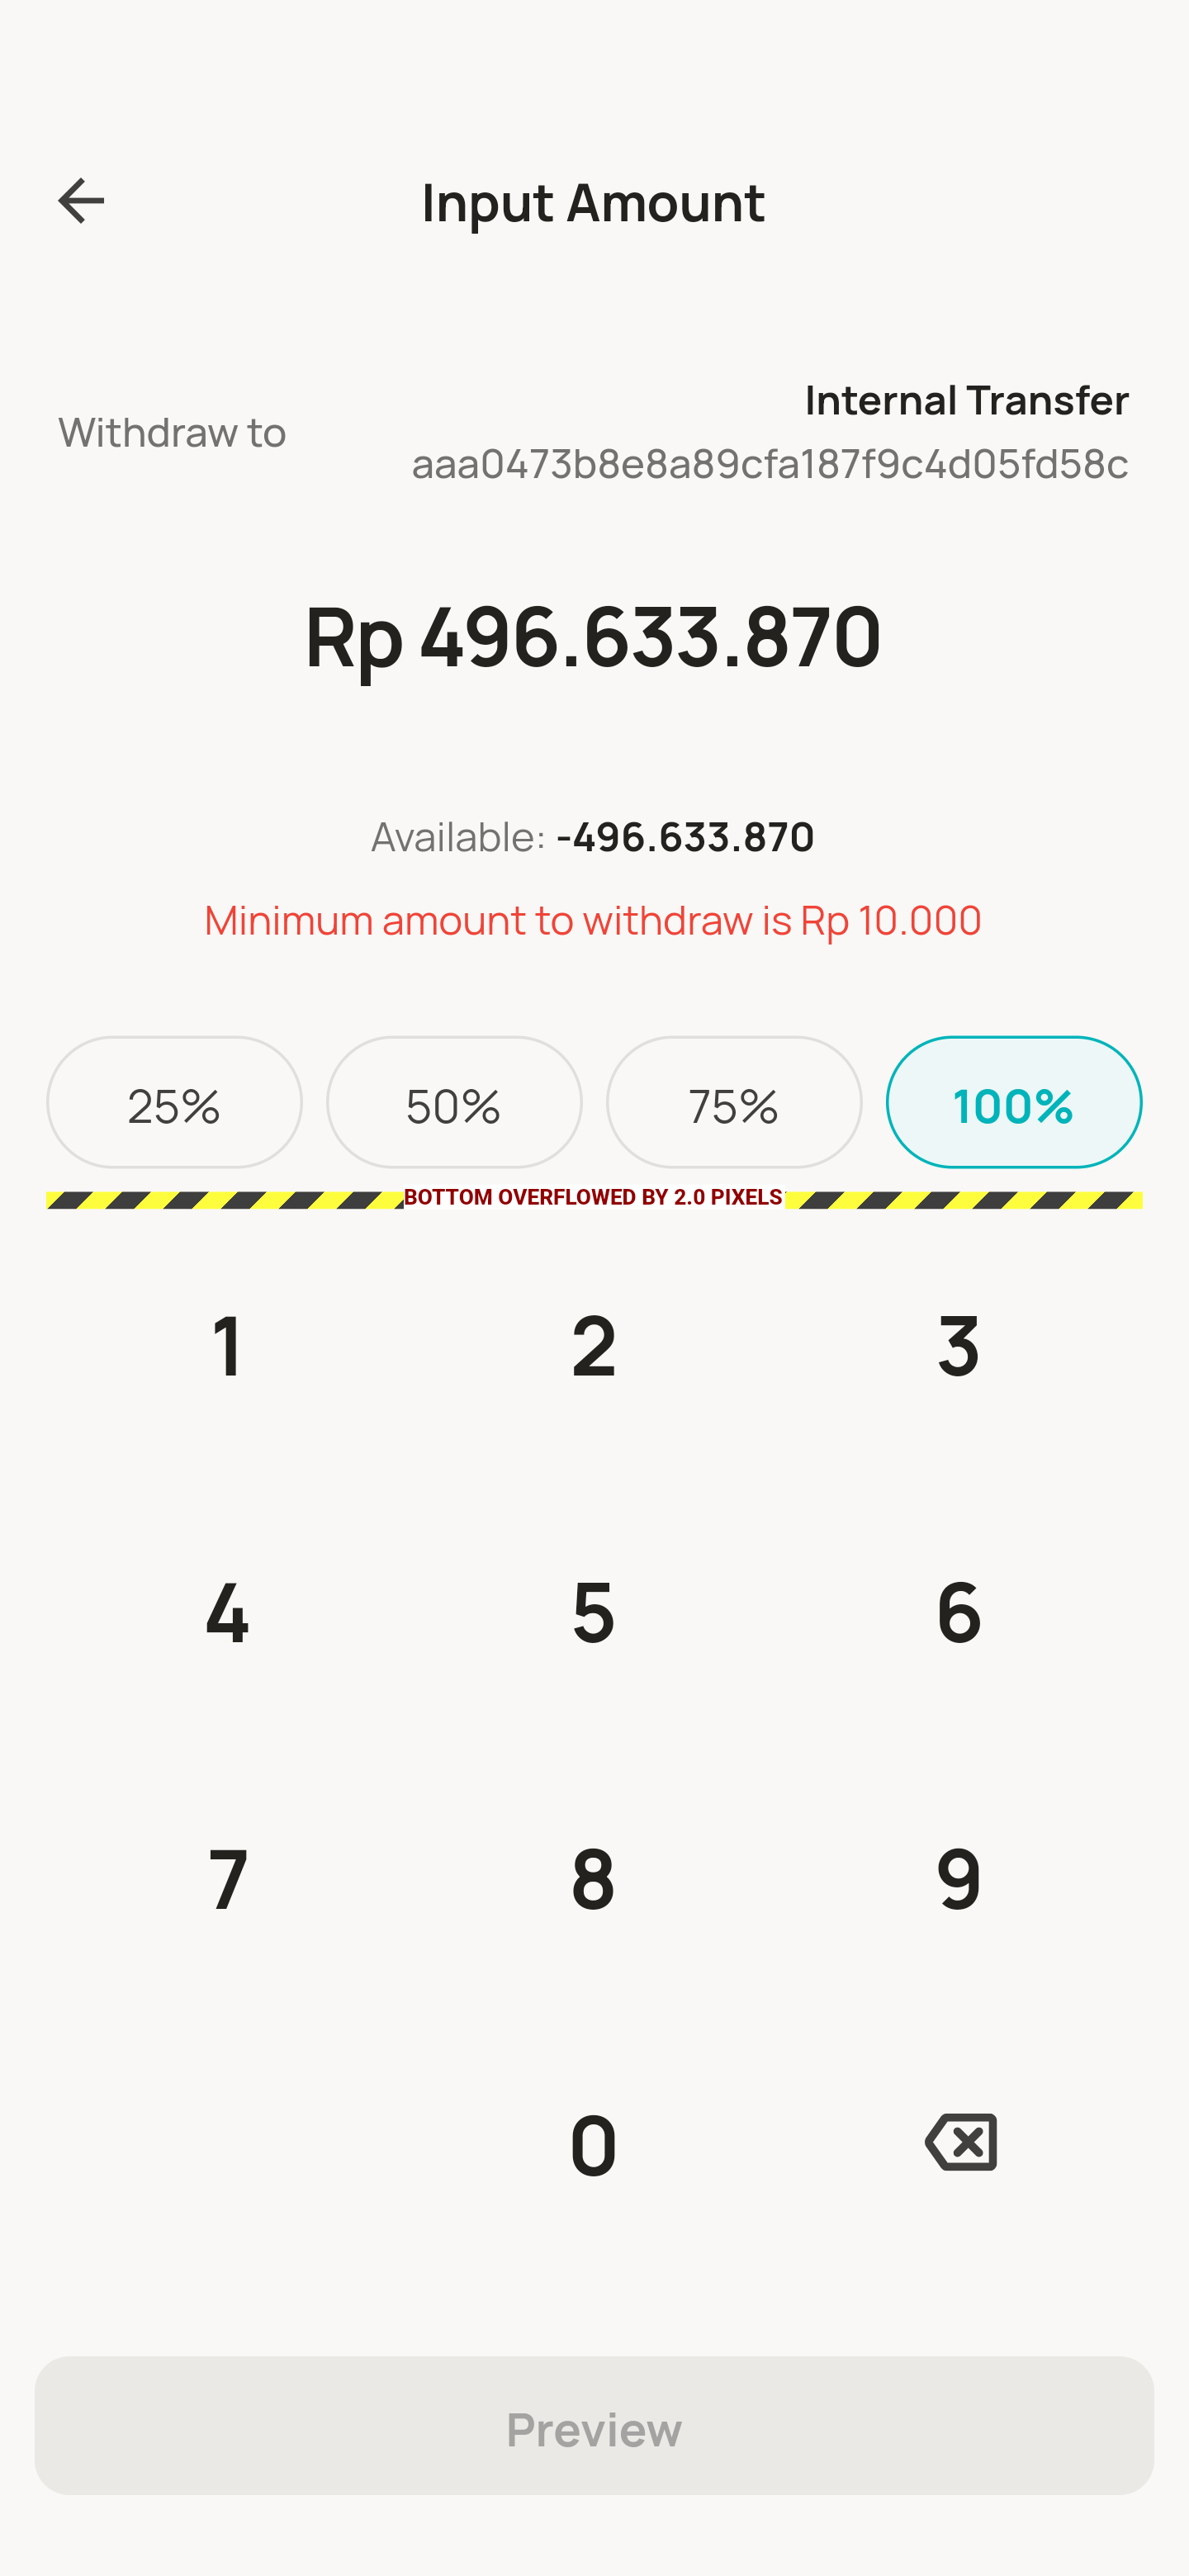 Input Amount
Withdraw to
Internal Transfer
aaa0473b8e8a89cfa187f9c4d05fd58c
Rp 496.633.870
Available: -496.633.870
Minimum amount to withdraw is Rp 10.000
25% 50% 75% 100%
BOTTOM OVERFLOWED BY 2.0 PIXELS
1 2 3
4 5 6
7 8 9
0
Preview